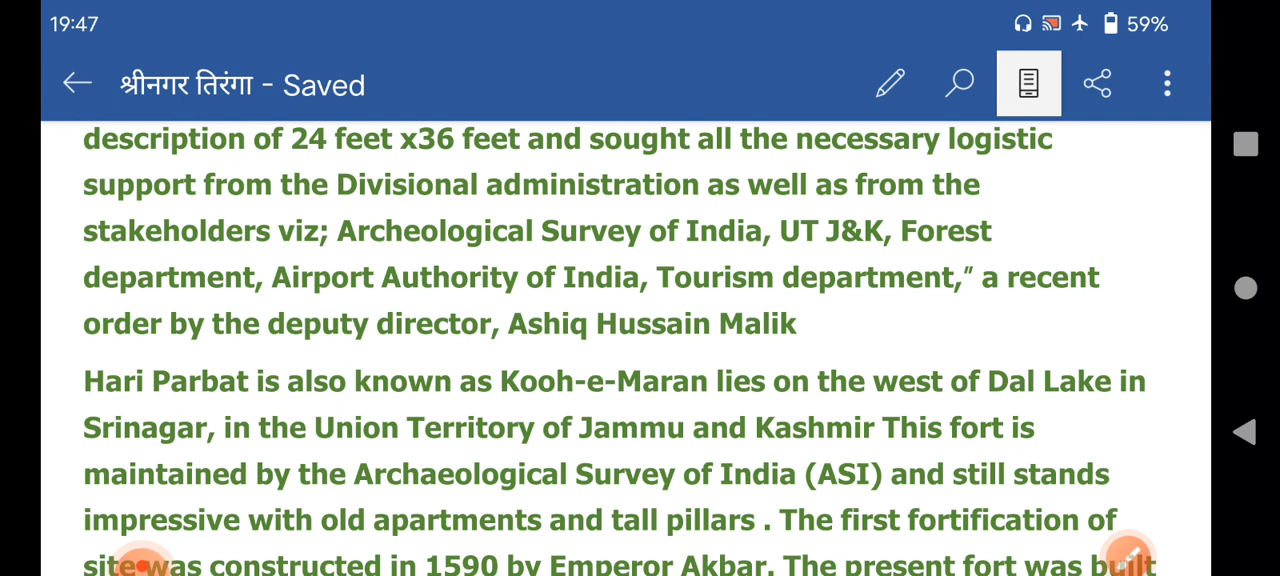 19:47
59%
श्रीनगर तिरंगा - Saved
description of 24 feet x36 feet and sought all the necessary logistic
support from the Divisional administration as well as from the
stakeholders viz; Archeological Survey of India, UT J&K, Forest
department, Airport Authority of India, Tourism department,” a recent
order by the deputy director, Ashiq Hussain Malik
Hari Parbat is also known as Kooh-e-Maran lies on the west of Dal Lake in
Srinagar, in the Union Territory of Jammu and Kashmir This fort is
maintained by the Archaeological Survey of India (ASI) and still stands
impressive with old apartments and tall pillars . The first fortification of
site was constructed in 1590 by Emperor Akbar. The present fort was built